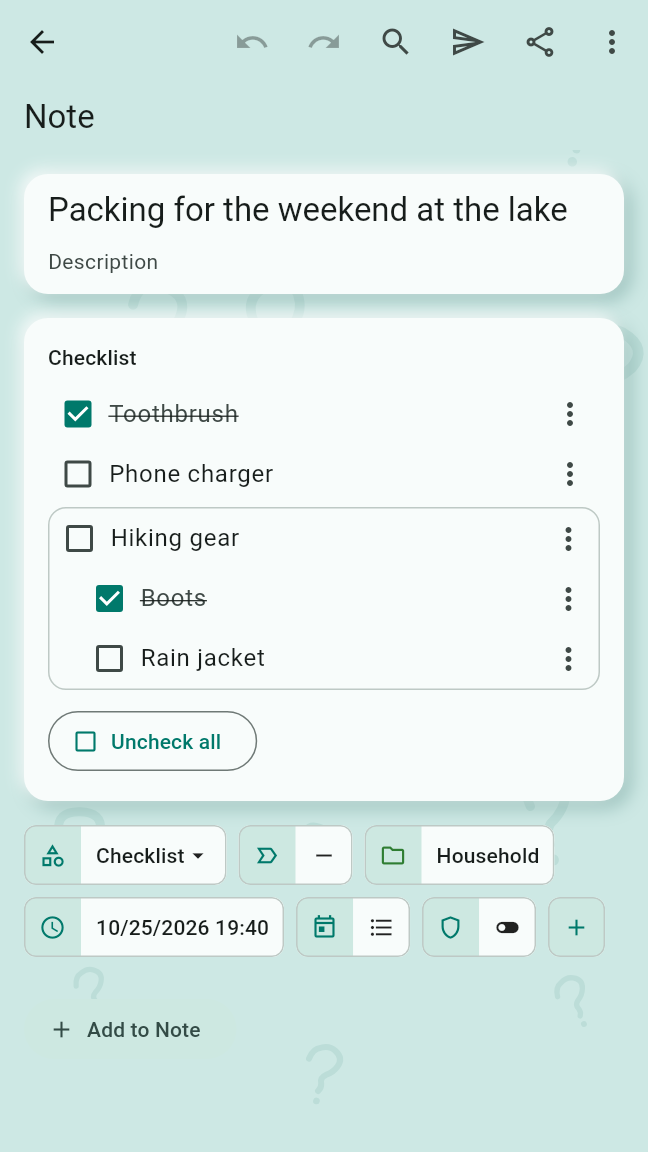 Note
Packing for the weekend at the lake
Description
Checklist
Toothbrush
Phone charger
Hiking gear
Boots
Rain jacket
Uncheck all
Checklist
Household
10/25/2026 19:40
Add to Note